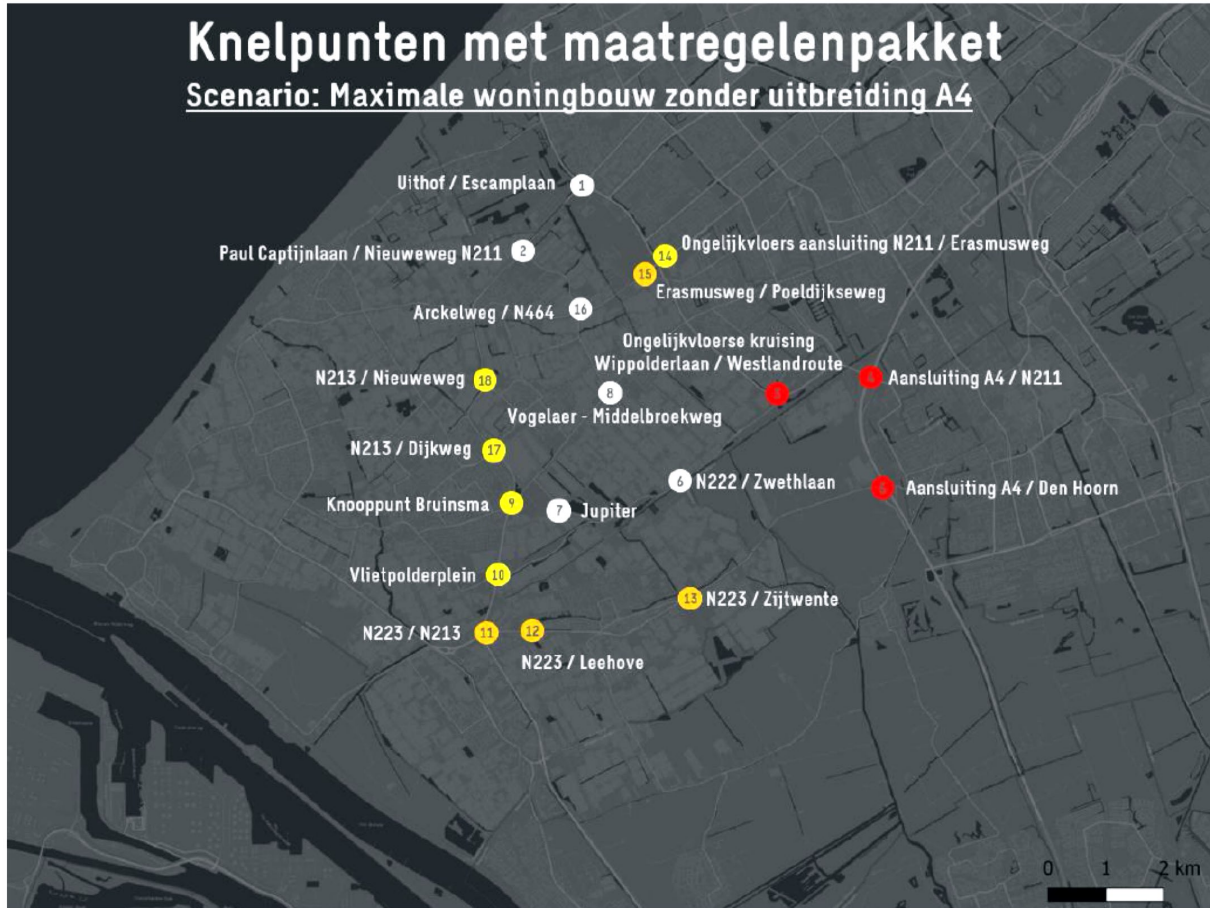 Knelpunten met maatregelenpakket
Scenario: Maximale woningbouw zonder uitbreiding A4
Uithof / Escamplaan
1
Paul Captijnlaan / Nieuweweg N211
2
14
Ongelijkvloers aansluiting N211 / Erasmusweg
15
Erasmusweg / Poeldijkseweg
Arckelweg / N464
16
Ongelijkvloerse kruising
Wippolderlaan / Westlandroute
N213 / Nieuweweg
18
8
Vogelaer - Middelbroekweg
4
Aansluiting A4 / N211
N213 / Dijkweg
17
6
N222 / Zwethlaan
5
Aansluiting A4 / Den Hoorn
Knooppunt Bruinsma
9
7
Jupiter
Vlietpolderplein
10
13
N223 / Zijtwente
N223 / N213
11
12
N223 / Leehove
0 1 2 km